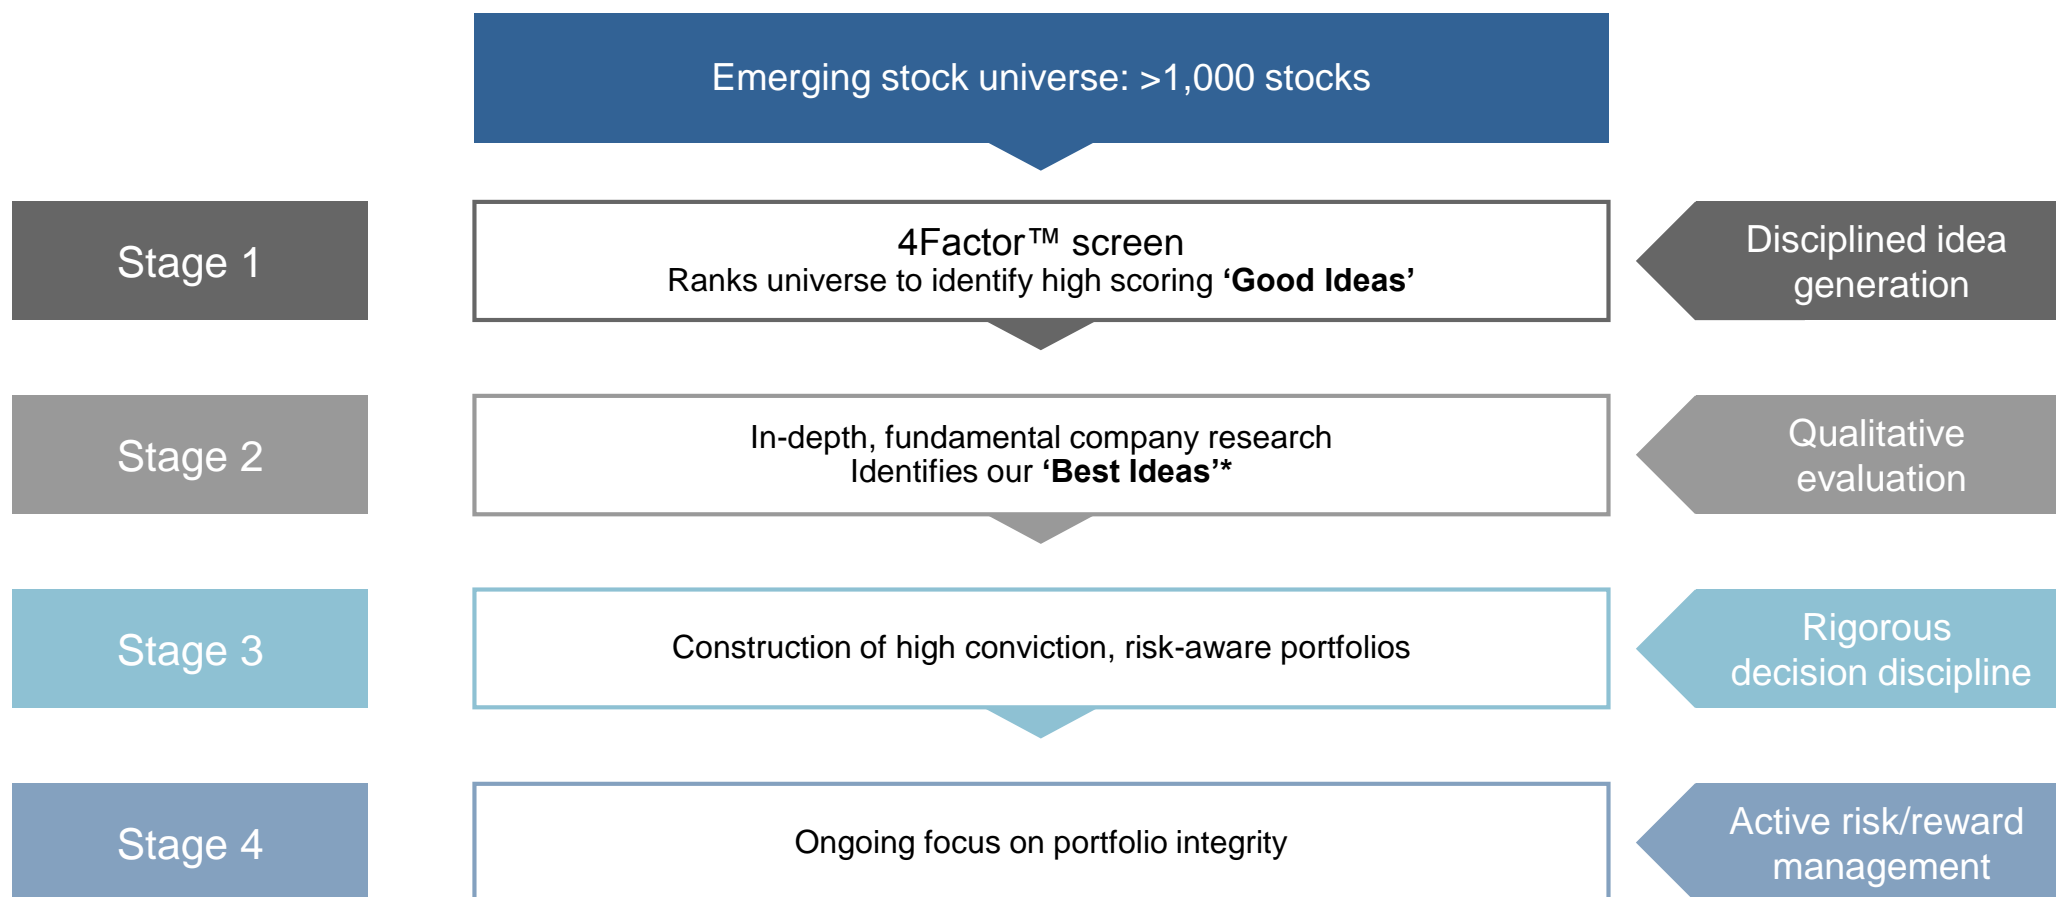 Emerging stock universe: >1,000 stocks
Stage 1
4Factor™ screen
Ranks universe to identify high scoring ‘Good Ideas’
Disciplined idea
generation
Stage 2
In-depth, fundamental company research
Identifies our ‘Best Ideas’*
Qualitative
evaluation
Stage 3
Construction of high conviction, risk-aware portfolios
Rigorous
decision discipline
Stage 4
Ongoing focus on portfolio integrity
Active risk/reward
management